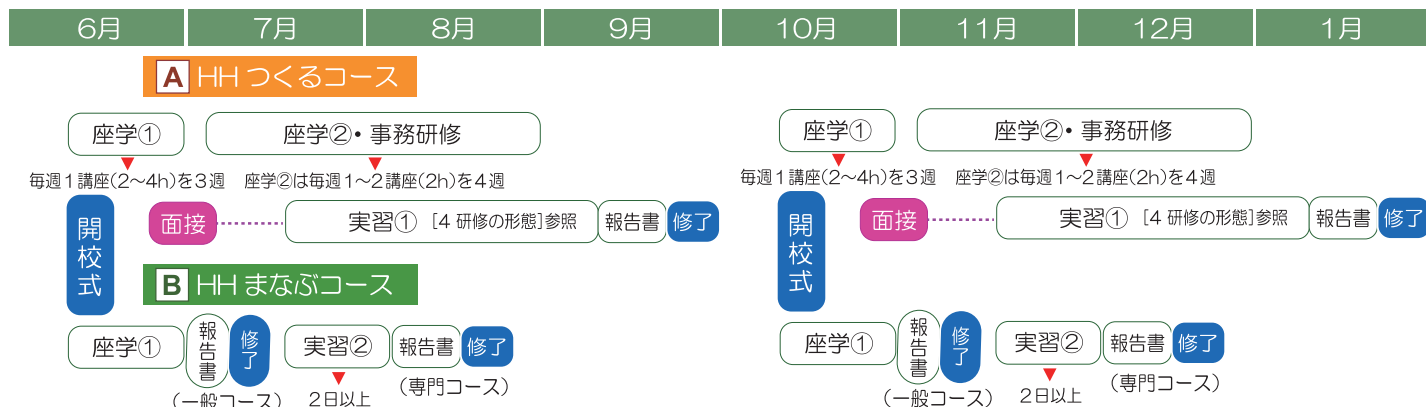 6月 7月 8月 9月 10月 11月 12月 1月
A HH つくるコース
座学① 座学②・事務研修 座学① 座学②・事務研修
毎週1講座(2〜4h)を3週 座学②は毎週1〜2講座(2h)を4週 毎週1講座(2〜4h)を3週 座学②は毎週1〜2講座(2h)を4週
開校式 面接 実習① [4 研修の形態]参照 報告書 修了 開校式 面接 実習① [4 研修の形態]参照 報告書 修了
B HH まなぶコース
座学① 報告書 修了 実習② 報告書 修了 座学① 報告書 修了 実習② 報告書 修了
(一般コース) 2日以上 (専門コース) (一般コース) 2日以上 (専門コース)